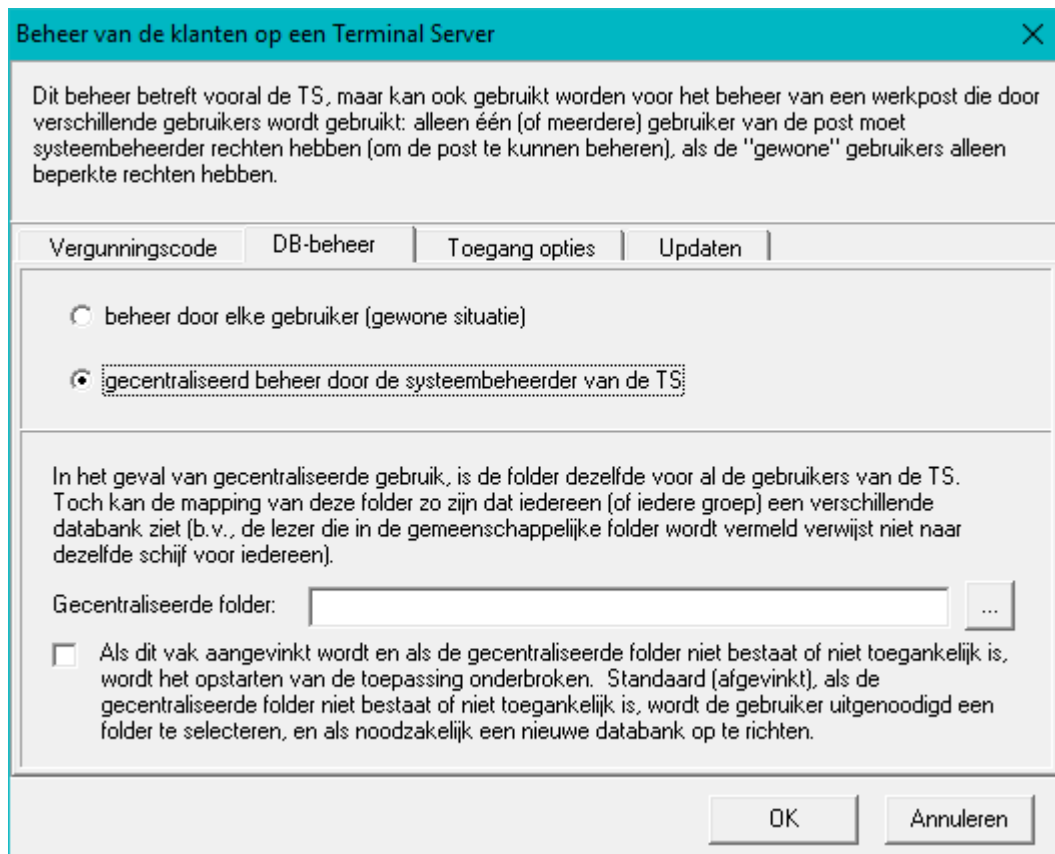 Beheer van de klanten op een Terminal Server
Dit beheer betreft vooral de TS, maar kan ook gebruikt worden voor het beheer van een werkpost die door
verschillende gebruikers wordt gebruikt: alleen één (of meerdere) gebruiker van de post moet
systeembeheerder rechten hebben (om de post te kunnen beheren), als de "gewone" gebruikers alleen
beperkte rechten hebben.
Vergunningscode DB-beheer Toegang opties Updaten
beheer door elke gebruiker (gewone situatie)
gecentraliseerd beheer door de systeembeheerder van de TS
In het geval van gecentraliseerde gebruik, is de folder dezelfde voor al de gebruikers van de TS.
Toch kan de mapping van deze folder zo zijn dat iedereen (of iedere groep) een verschillende
databank ziet (b.v., de lezer die in de gemeenschappelijke folder wordt vermeld verwijst niet naar
dezelfde schijf voor iedereen).
Gecentraliseerde folder: ...
Als dit vak aangevinkt wordt en als de gecentraliseerde folder niet bestaat of niet toegankelijk is,
wordt het opstarten van de toepassing onderbroken. Standaard (afgevinkt), als de
gecentraliseerde folder niet bestaat of niet toegankelijk is, wordt de gebruiker uitgenoodigd een
folder te selecteren, en als noodzakelijk een nieuwe databank op te richten.
OK Annuleren